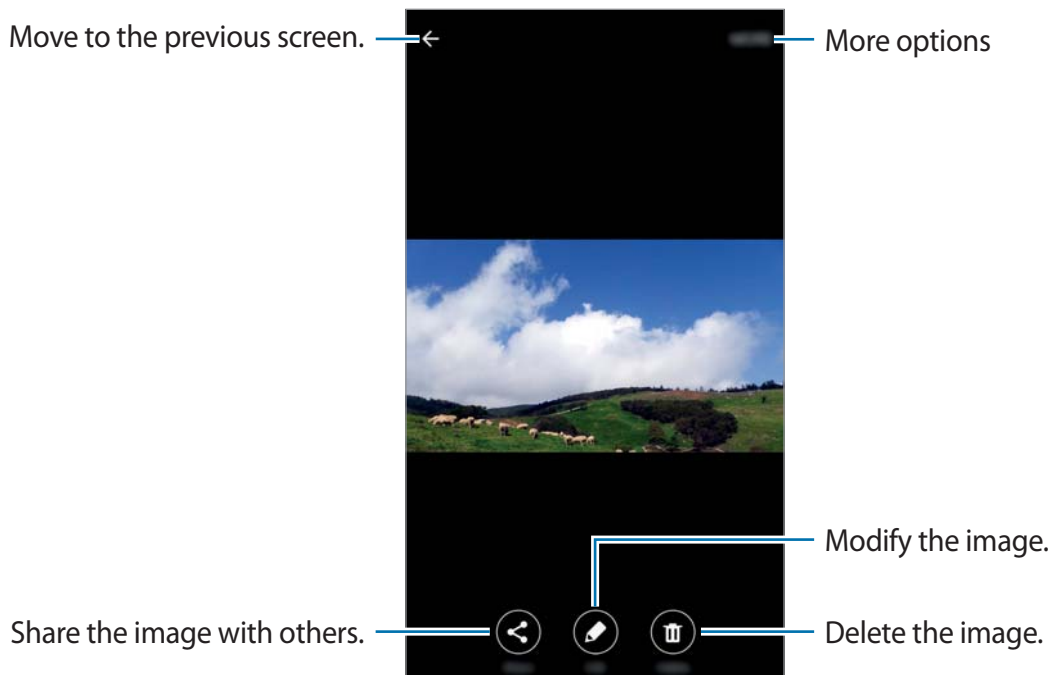 Move to the previous screen.
More options
Modify the image.
Share the image with others.
Delete the image.